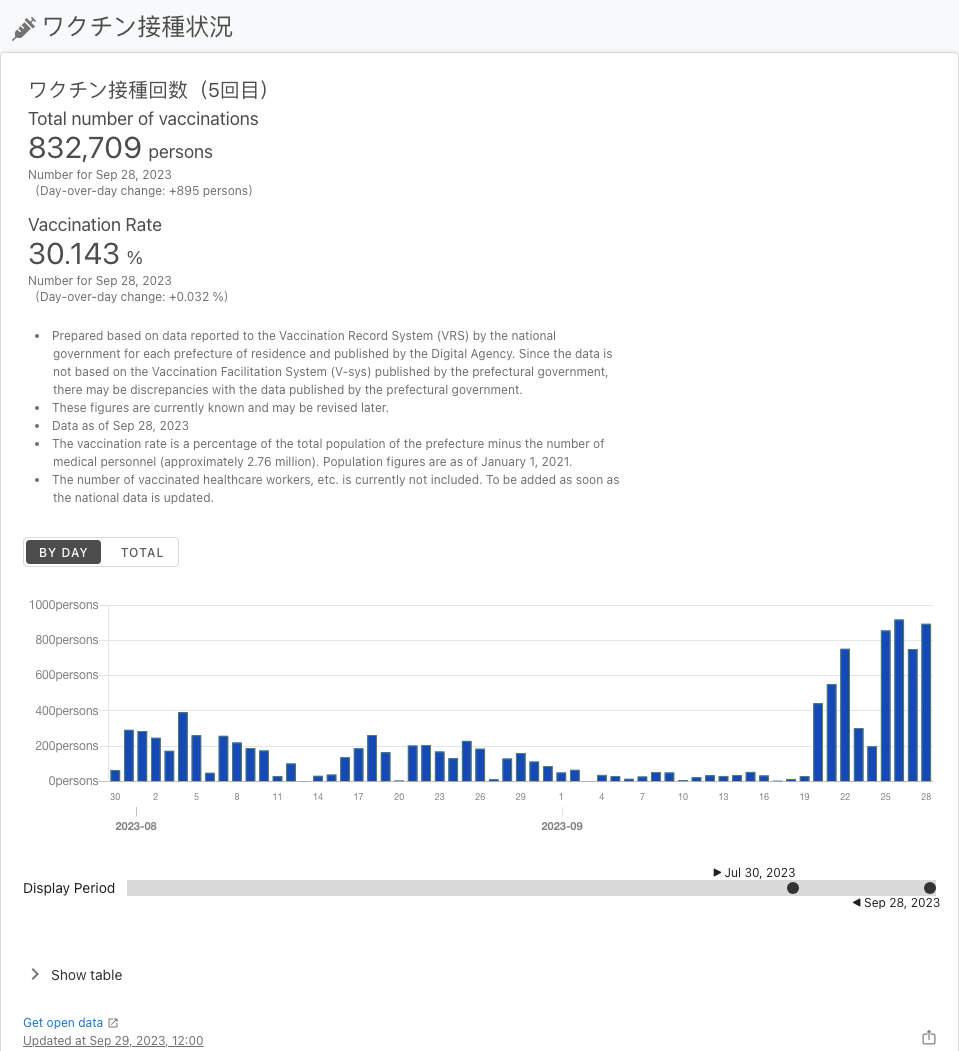 ワクチン接種状況
ワクチン接種回数（5回目）
Total number of vaccinations
832,709 persons
Number for Sep 28, 2023
(Day-over-day change: +895 persons)
Vaccination Rate
30.143 %
Number for Sep 28, 2023
(Day-over-day change: +0.032 %)
• Prepared based on data reported to the Vaccination Record System (VRS) by the national
government for each prefecture of residence and published by the Digital Agency. Since the data is
not based on the Vaccination Facilitation System (V-sys) published by the prefectural government,
there may be discrepancies with the data published by the prefectural government.
• These figures are currently known and may be revised later.
• Data as of Sep 28, 2023
• The vaccination rate is a percentage of the total population of the prefecture minus the number of
medical personnel (approximately 2.76 million). Population figures are as of January 1, 2021.
• The number of vaccinated healthcare workers, etc. is currently not included. To be added as soon as
the national data is updated.
BY DAY TOTAL
1000persons
800persons
600persons
400persons
200persons
0persons
30 2 5 8 11 14 17 20 23 26 29 1 4 7 10 13 16 19 22 25 28
2023-08 2023-09
Jul 30, 2023
Display Period
Sep 28, 2023
Show table
Get open data
Updated at Sep 29, 2023, 12:00